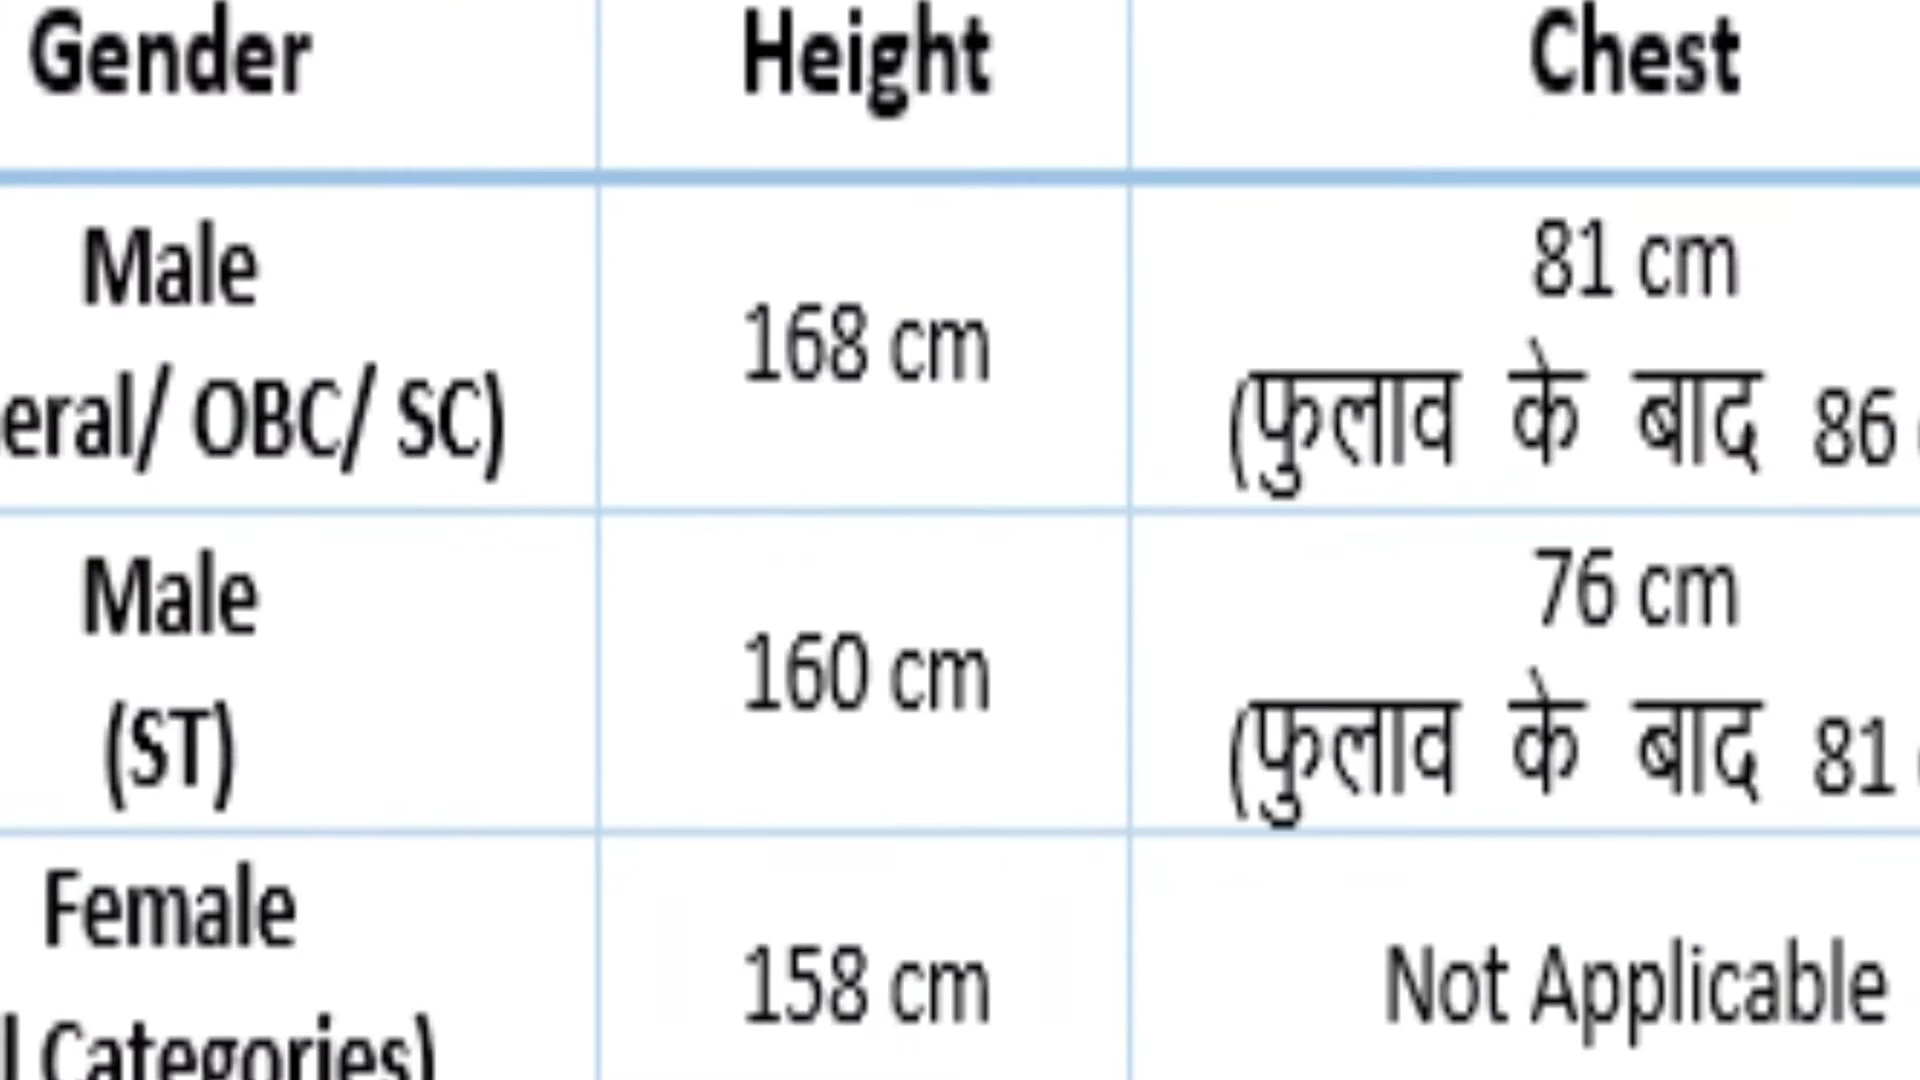 Gender Height Chest
Male
eral/ OBC/ SC)
168 cm
81 cm
(फुलाव के बाद 86
Male
(ST)
160 cm
76 cm
(फुलाव के बाद 81
Female
l Categories)
158 cm
Not Applicable